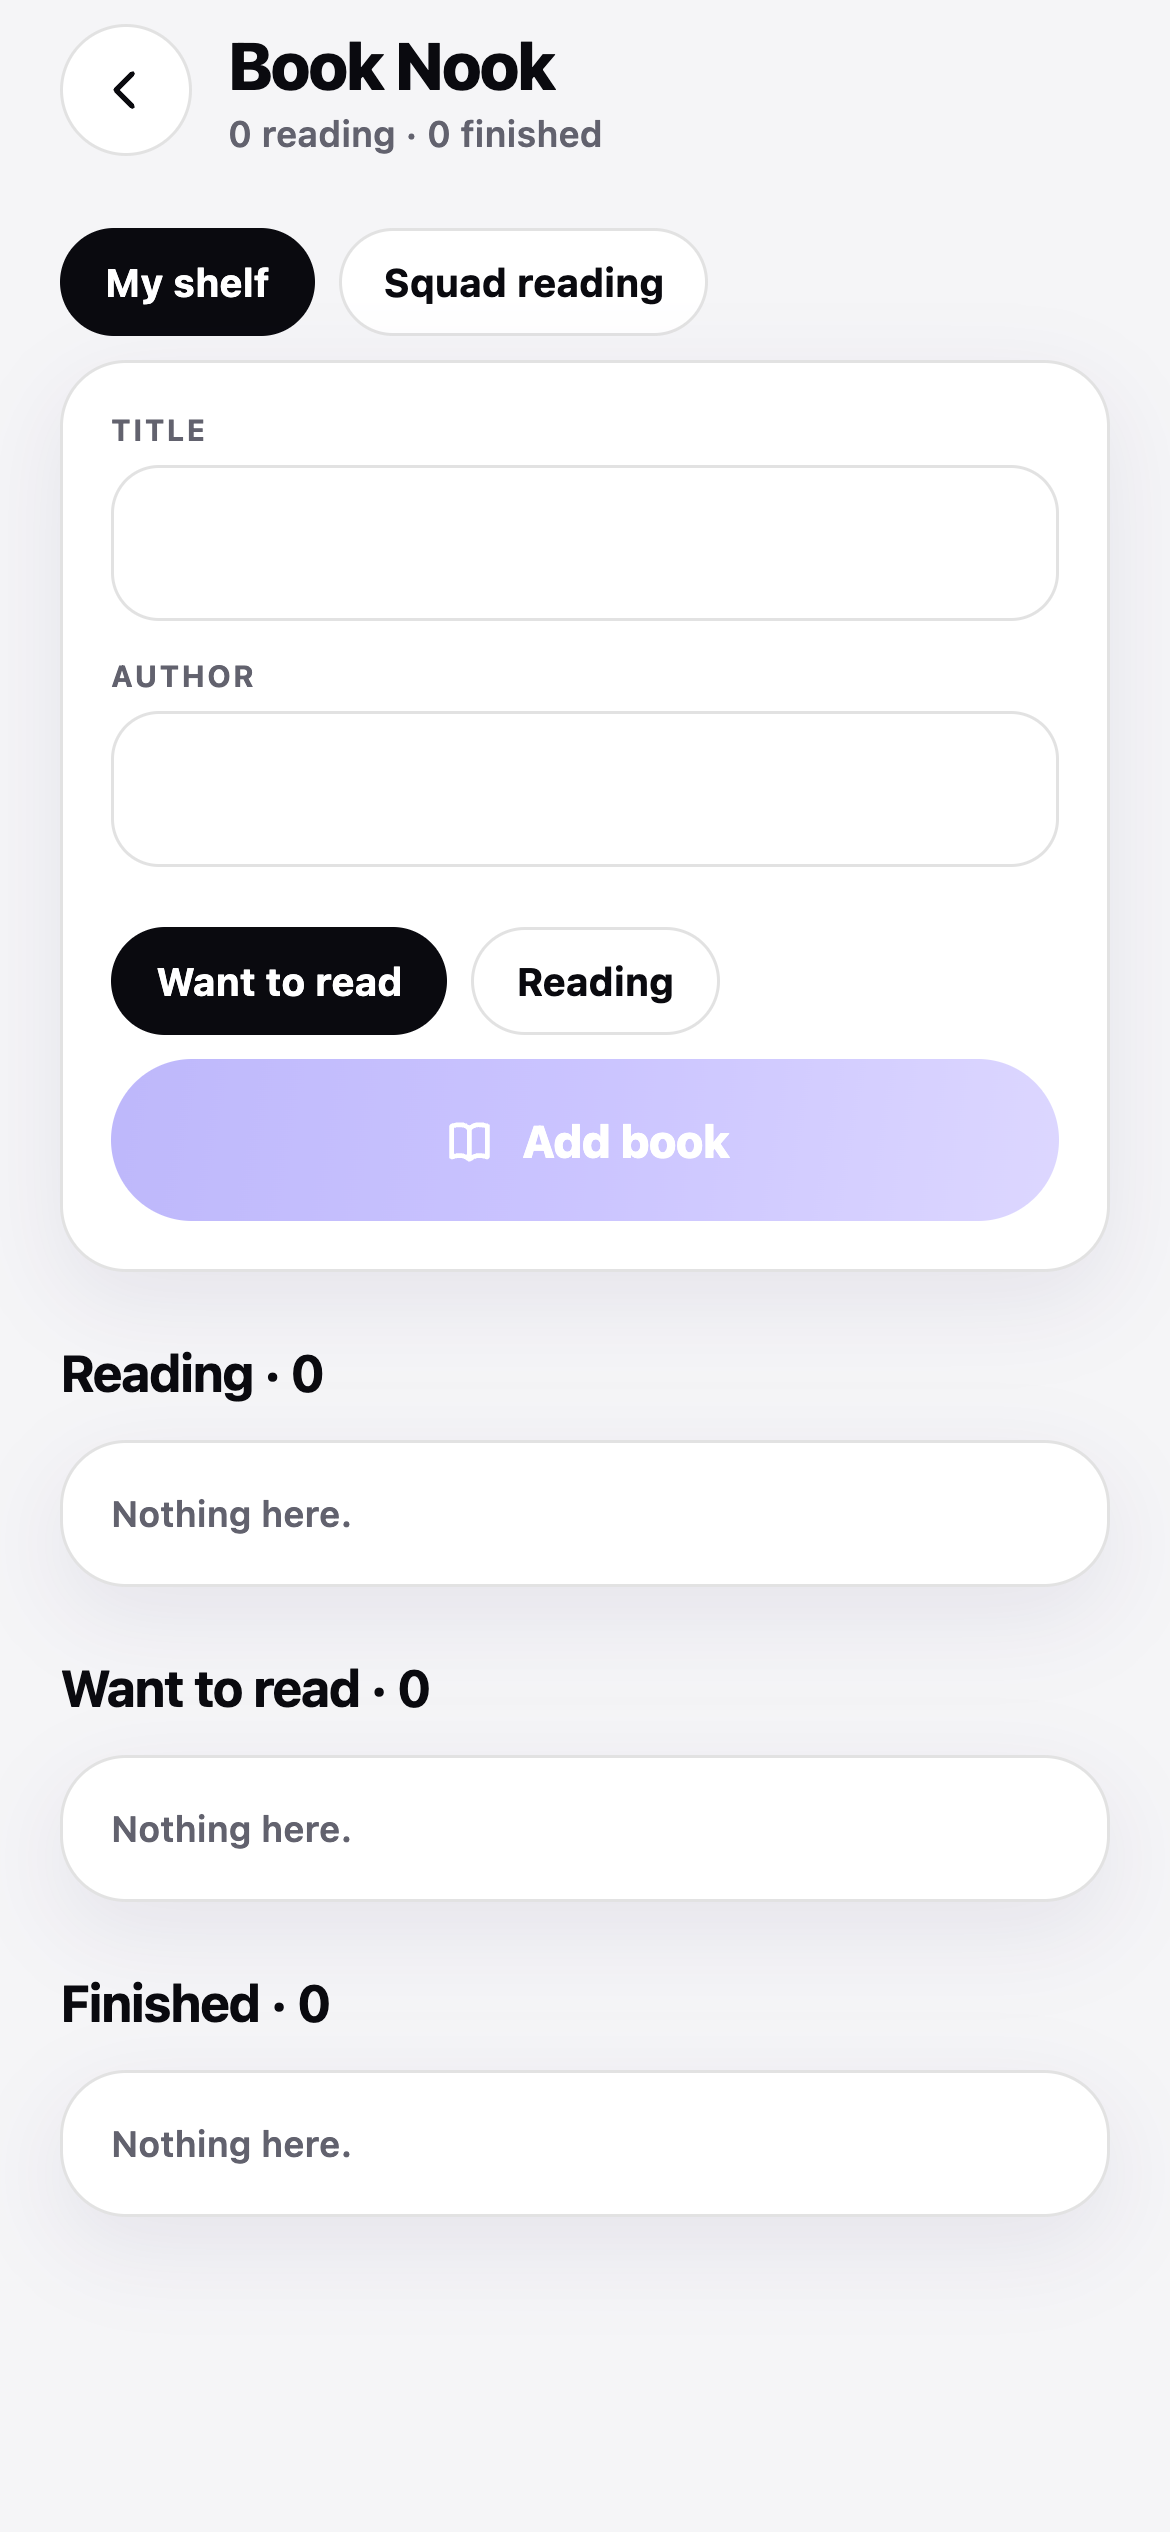 Book Nook
0 reading · 0 finished
My shelf
Squad reading
TITLE
AUTHOR
Want to read
Reading
Add book
Reading · 0
Nothing here.
Want to read · 0
Nothing here.
Finished · 0
Nothing here.